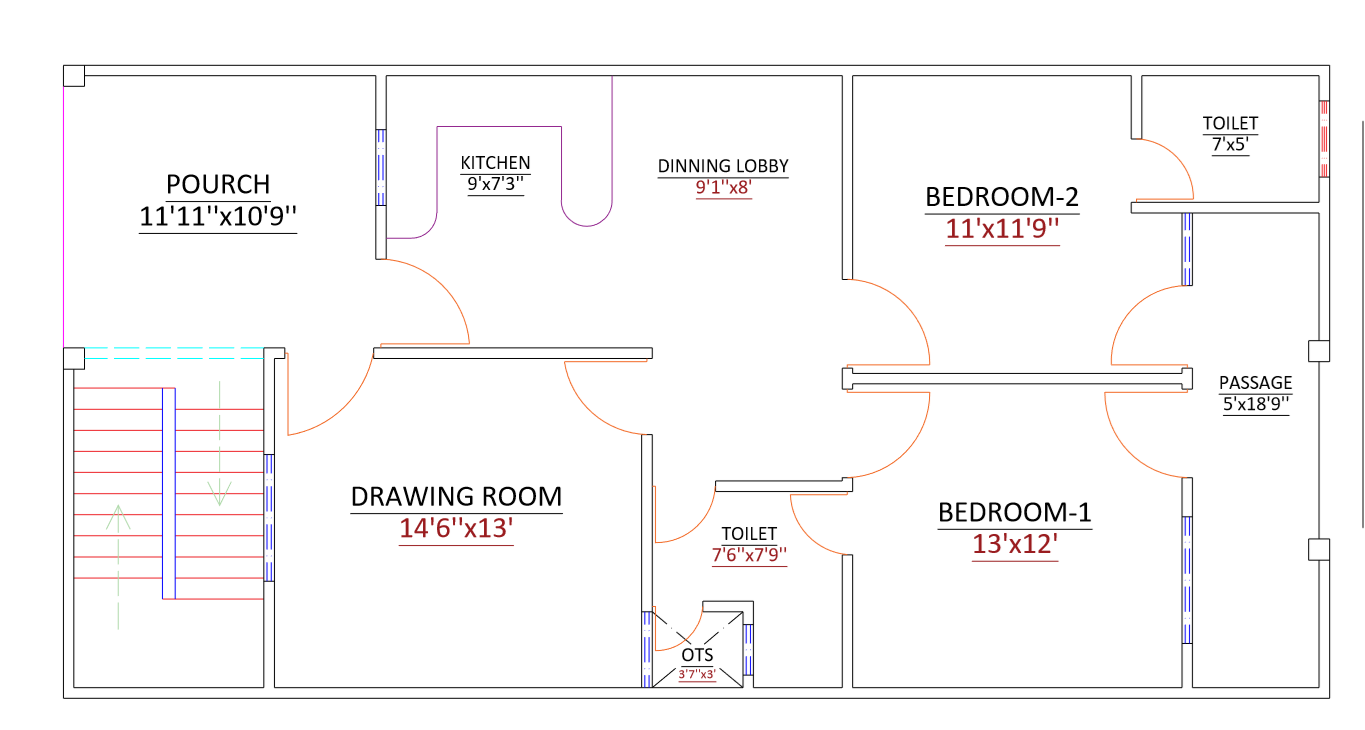 POURCH
11'11''x10'9''
KITCHEN
9'x7'3''
DINNING LOBBY
9'1''x8'
BEDROOM-2
11'x11'9''
TOILET
7'x5'
PASSAGE
5'x18'9''
DRAWING ROOM
14'6''x13'
TOILET
7'6''x7'9''
BEDROOM-1
13'x12'
OTS
3'7''x3'